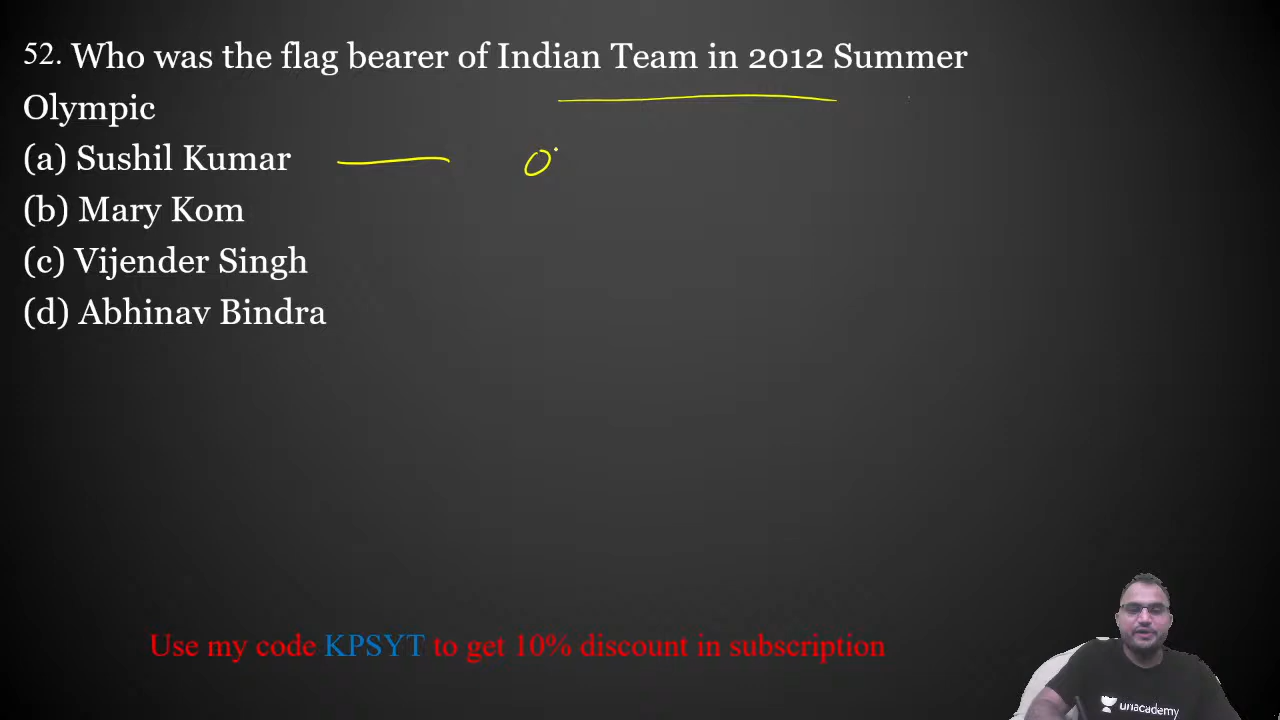 52. Who was the flag bearer of Indian Team in 2012 Summer
Olympic
(a) Sushil Kumar
(b) Mary Kom
(c) Vijender Singh
(d) Abhinav Bindra
Use my code KPSYT to get 10% discount in subscription
unacademy